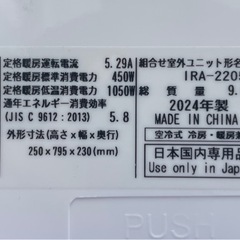 定格暖房運転電流 5.29A
定格暖房標準消費電力 450W
定格暖房低温消費電力 1050W
通年エネルギー消費効率
(JIS C 9612:2013) 5.8
外形寸法(高さ×幅×奥行)
250×795×230(mm)
組合せ室外ユニット形名
IRA-220
総質量 9.
2024年製
MADE IN CHINA
空冷式 冷房・暖房
日本国内専用品
Use only in Japan
PUSH